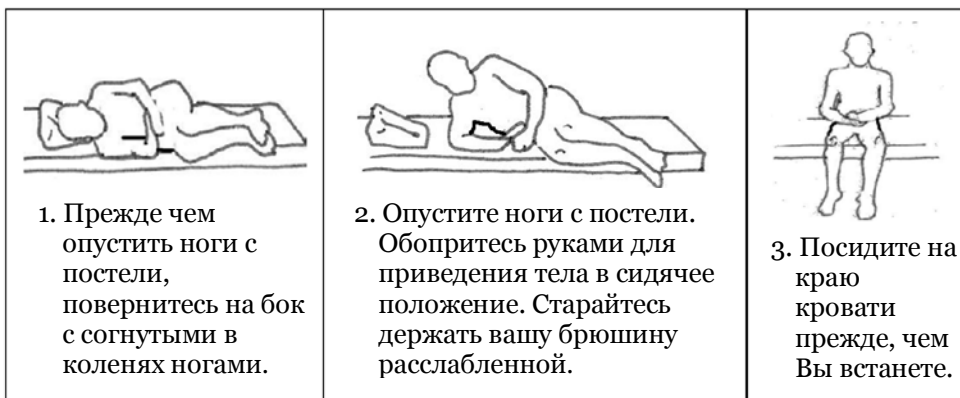 1. Прежде чем
опустить ноги с
постели,
повернитесь на бок
с согнутыми в
коленях ногами.
2. Опустите ноги с постели.
Обопритесь руками для
приведения тела в сидячее
положение. Старайтесь
держать вашу брюшину
расслабленной.
3. Посидите на
краю
кровати
прежде, чем
Вы встанете.